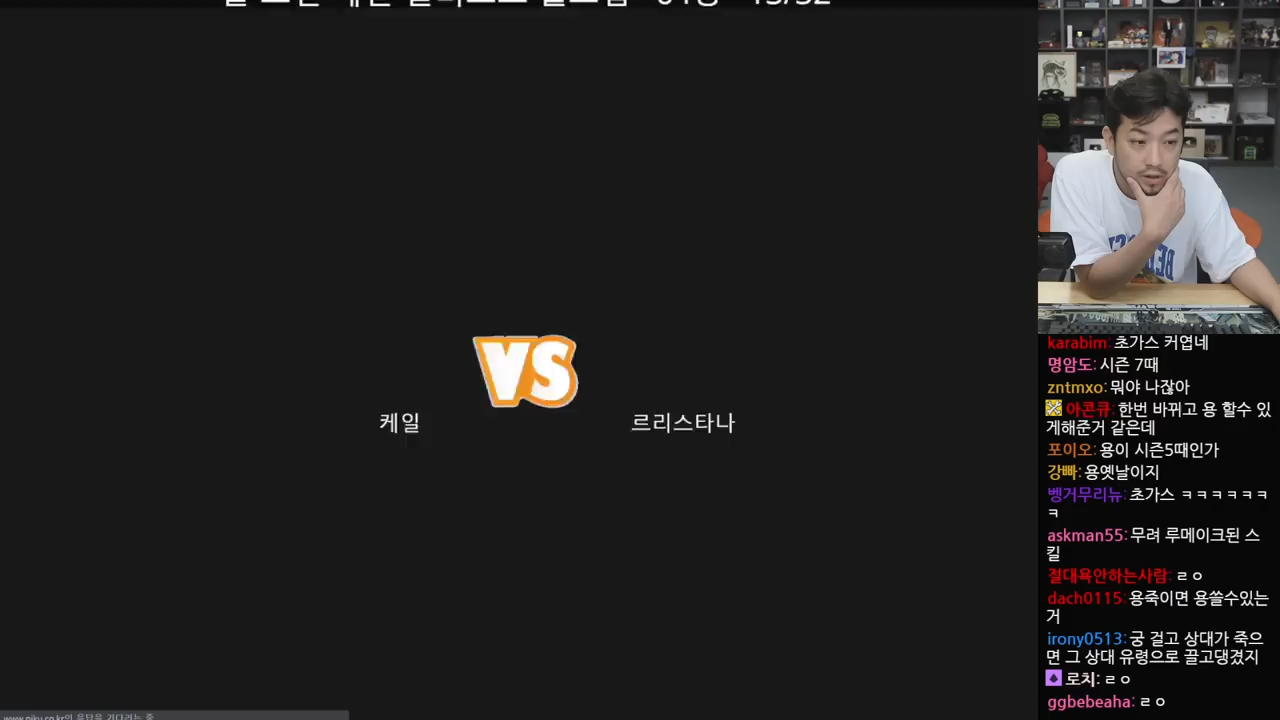 VS
케일
르리스타나
karabim: 초가스 커엽네
명암도: 시즌 7때
zntmxo: 뭐야 나잖아
아콘큐: 한번 바뀌고 용 할수 있
게해준거 같은데
포이오: 용이 시즌5때인가
강빠: 용옛날이지
벵거무리뉴: 초가스 ㅋㅋㅋㅋㅋㅋ
ㅋ
askman55: 무려 루메이크된 스
킬
절대욕안하는사람: ㄹㅇ
dach0115: 용죽이면 용쓸수있는
거
irony0513: 궁 걸고 상대가 죽으
면 그 상대 유령으로 끌고댕겼지
로치: ㄹㅇ
ggbebeaha: ㄹㅇ